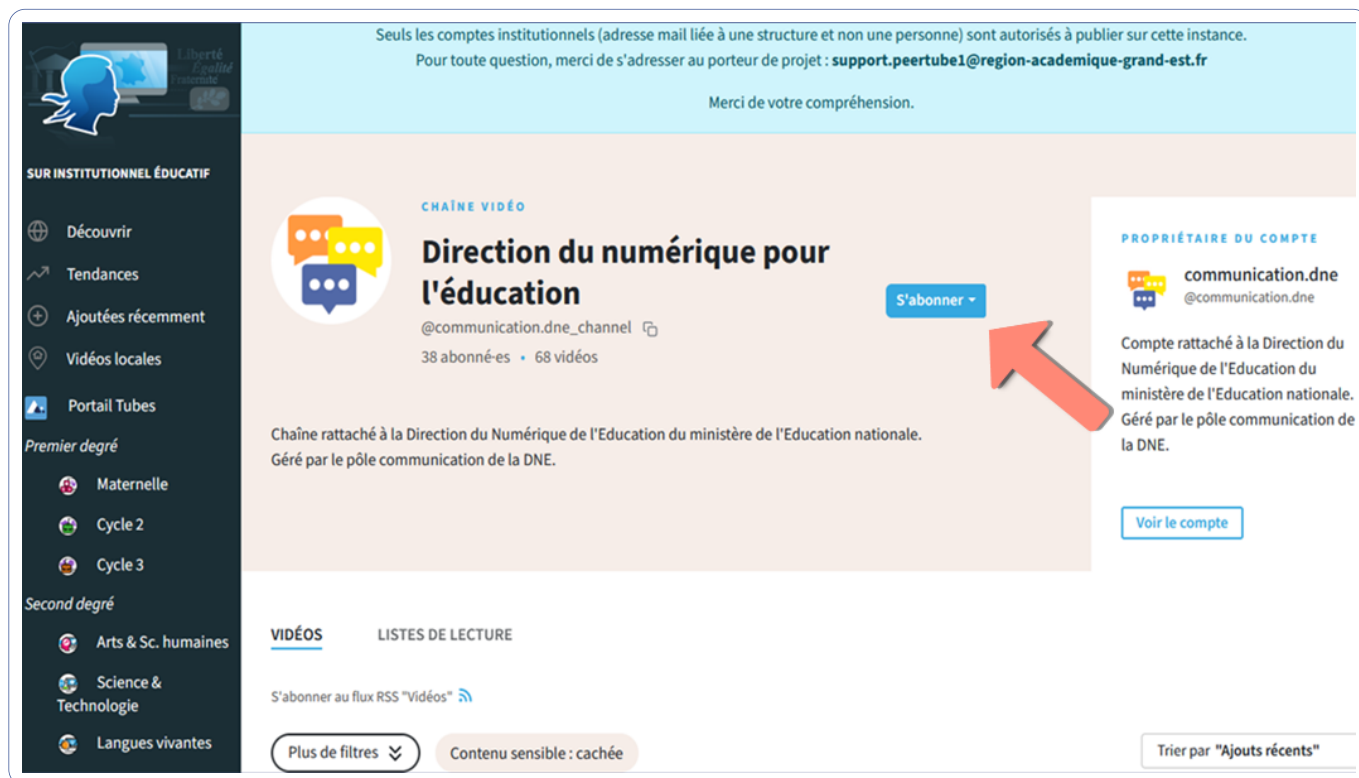 Seuls les comptes institutionnels (adresse mail liée à une structure et non une personne) sont autorisés à publier sur cette instance.
Pour toute question, merci de s'adresser au porteur de projet : support.peertube1@region-academique-grand-est.fr
Merci de votre compréhension.
Liberté
Égalité
Fraternité
SUR INSTITUTIONNEL ÉDUCATIF
Découvrir
Tendances
Ajoutées récemment
Vidéos locales
Portail Tubes
Premier degré
Maternelle
Cycle 2
Cycle 3
Second degré
Arts & Sc. humaines
Science &
Technologie
Langues vivantes
CHAÎNE VIDÉO
Direction du numérique pour
l'éducation
@communication.dne_channel
38 abonné·es • 68 vidéos
S'abonner
Chaîne rattaché à la Direction du Numérique de l'Education du ministère de l'Education nationale.
Géré par le pôle communication de la DNE.
PROPRIÉTAIRE DU COMPTE
communication.dne
@communication.dne
Compte rattaché à la Direction du
Numérique de l'Education du
ministère de l'Education nationale.
Géré par le pôle communication de
la DNE.
Voir le compte
VIDÉOS
LISTES DE LECTURE
S'abonner au flux RSS "Vidéos"
Plus de filtres
Contenu sensible : cachée
Trier par "Ajouts récents"